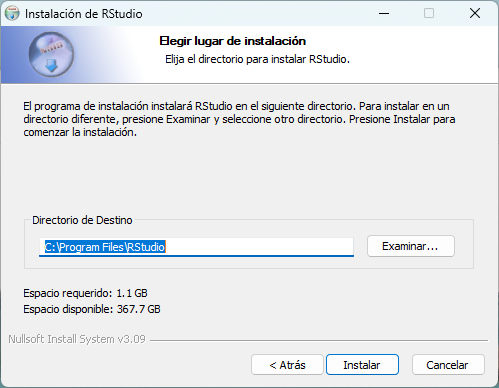 Instalación de RStudio
Elegir lugar de instalación
Elija el directorio para instalar RStudio.
El programa de instalación instalará RStudio en el siguiente directorio. Para instalar en un
directorio diferente, presione Examinar y seleccione otro directorio. Presione Instalar para
comenzar la instalación.
Directorio de Destino
C:\Program Files\RStudio
Examinar...
Espacio requerido: 1.1 GB
Espacio disponible: 367.7 GB
Nullsoft Install System v3.09
< Atrás
Instalar
Cancelar